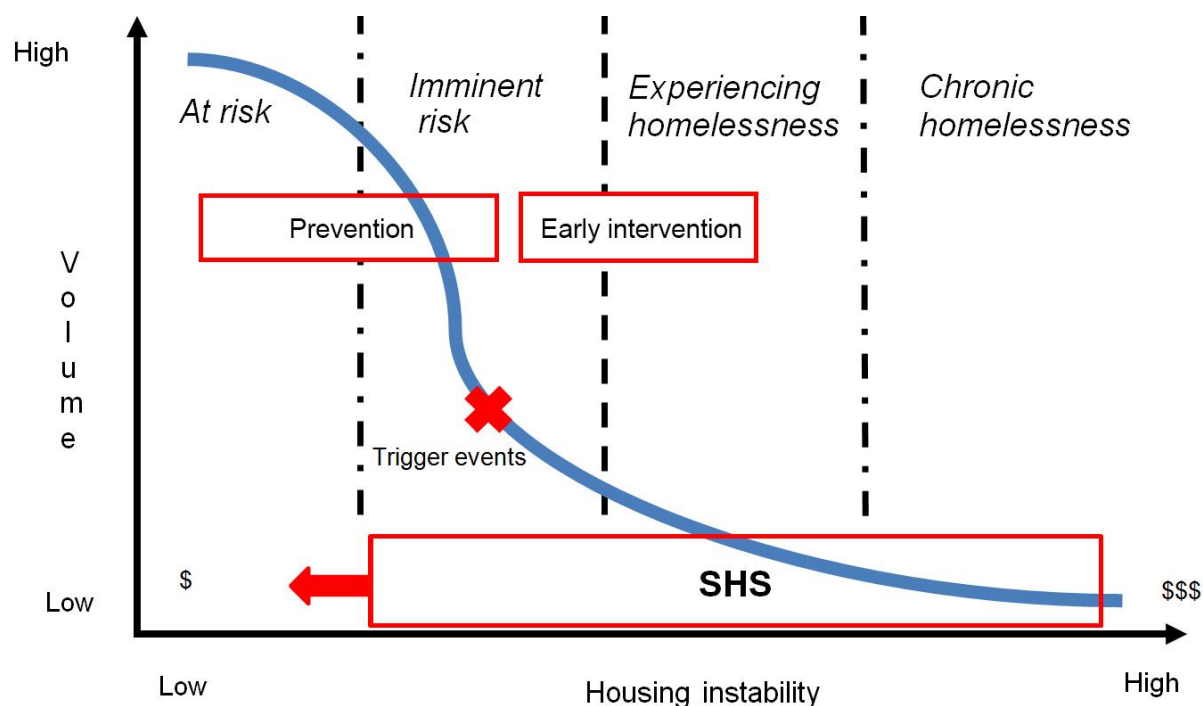 High
At risk
Imminent
risk
Experiencing
homelessness
Chronic
homelessness
Prevention
Early intervention
Volume
Trigger events
$
SHS
$$$
Low
Low
Housing instability
High